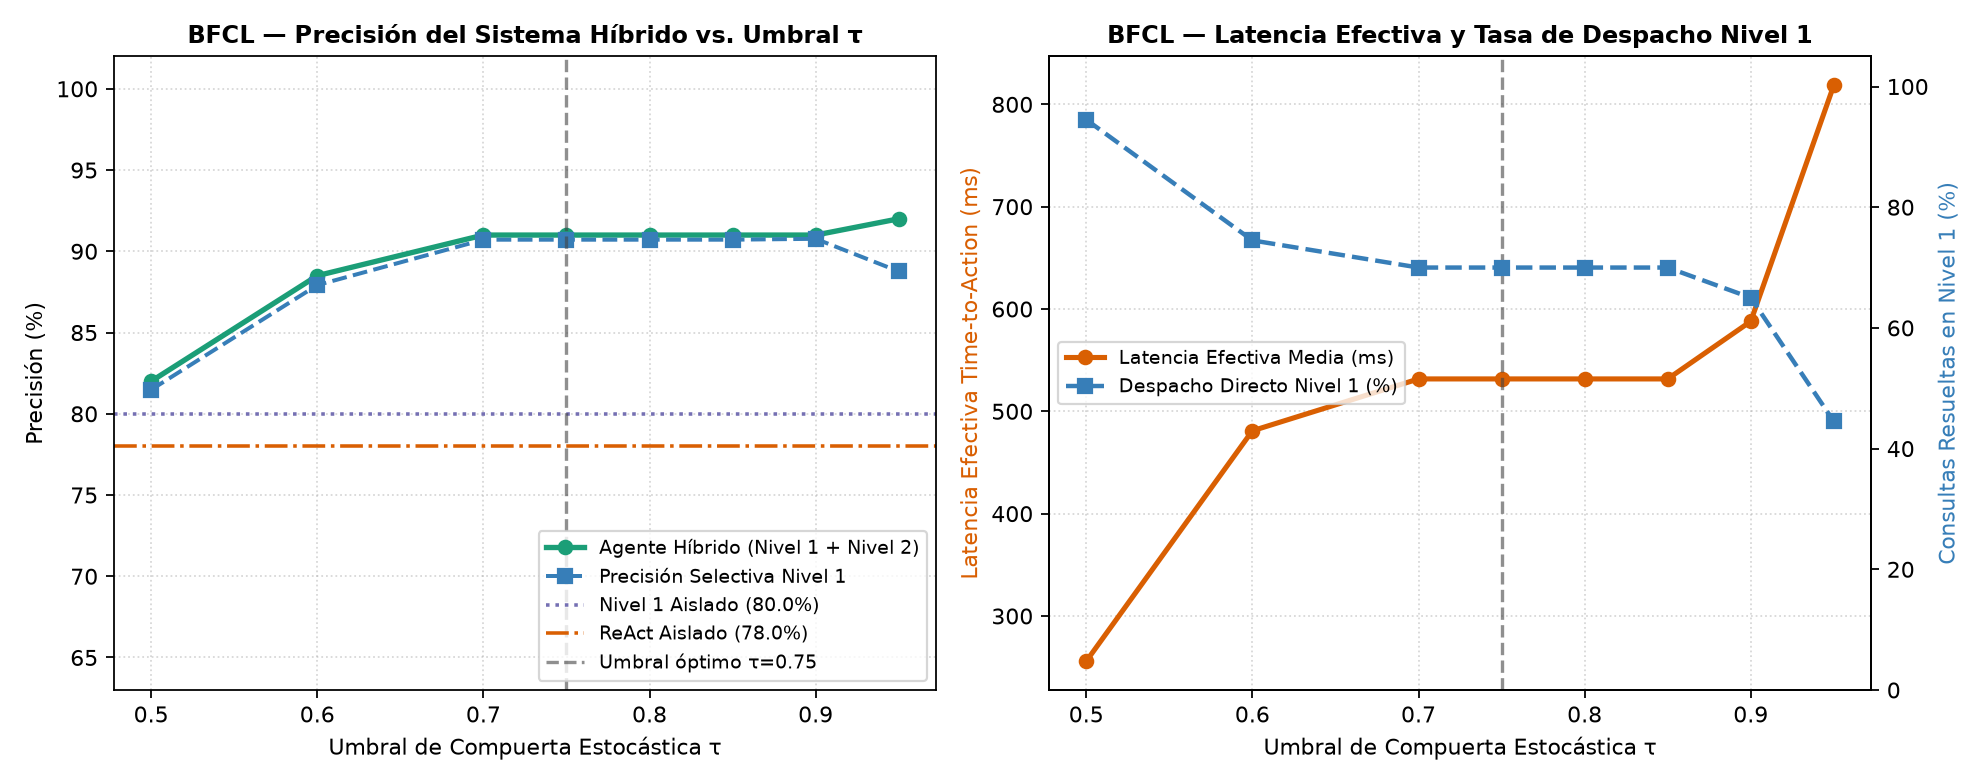 BFCL — Precisión del Sistema Híbrido vs. Umbral τ
Precisión (%)
100
95
90
85
80
75
70
65
Agente Híbrido (Nivel 1 + Nivel 2)
Precisión Selectiva Nivel 1
Nivel 1 Aislado (80.0%)
ReAct Aislado (78.0%)
Umbral óptimo τ=0.75
0.5 0.6 0.7 0.8 0.9
Umbral de Compuerta Estocástica τ
BFCL — Latencia Efectiva y Tasa de Despacho Nivel 1
Latencia Efectiva Time-to-Action (ms)
800
700
600
500
400
300
Latencia Efectiva Media (ms)
Despacho Directo Nivel 1 (%)
100
80
60
40
20
0
Consultas Resueltas en Nivel 1 (%)
0.5 0.6 0.7 0.8 0.9
Umbral de Compuerta Estocástica τ